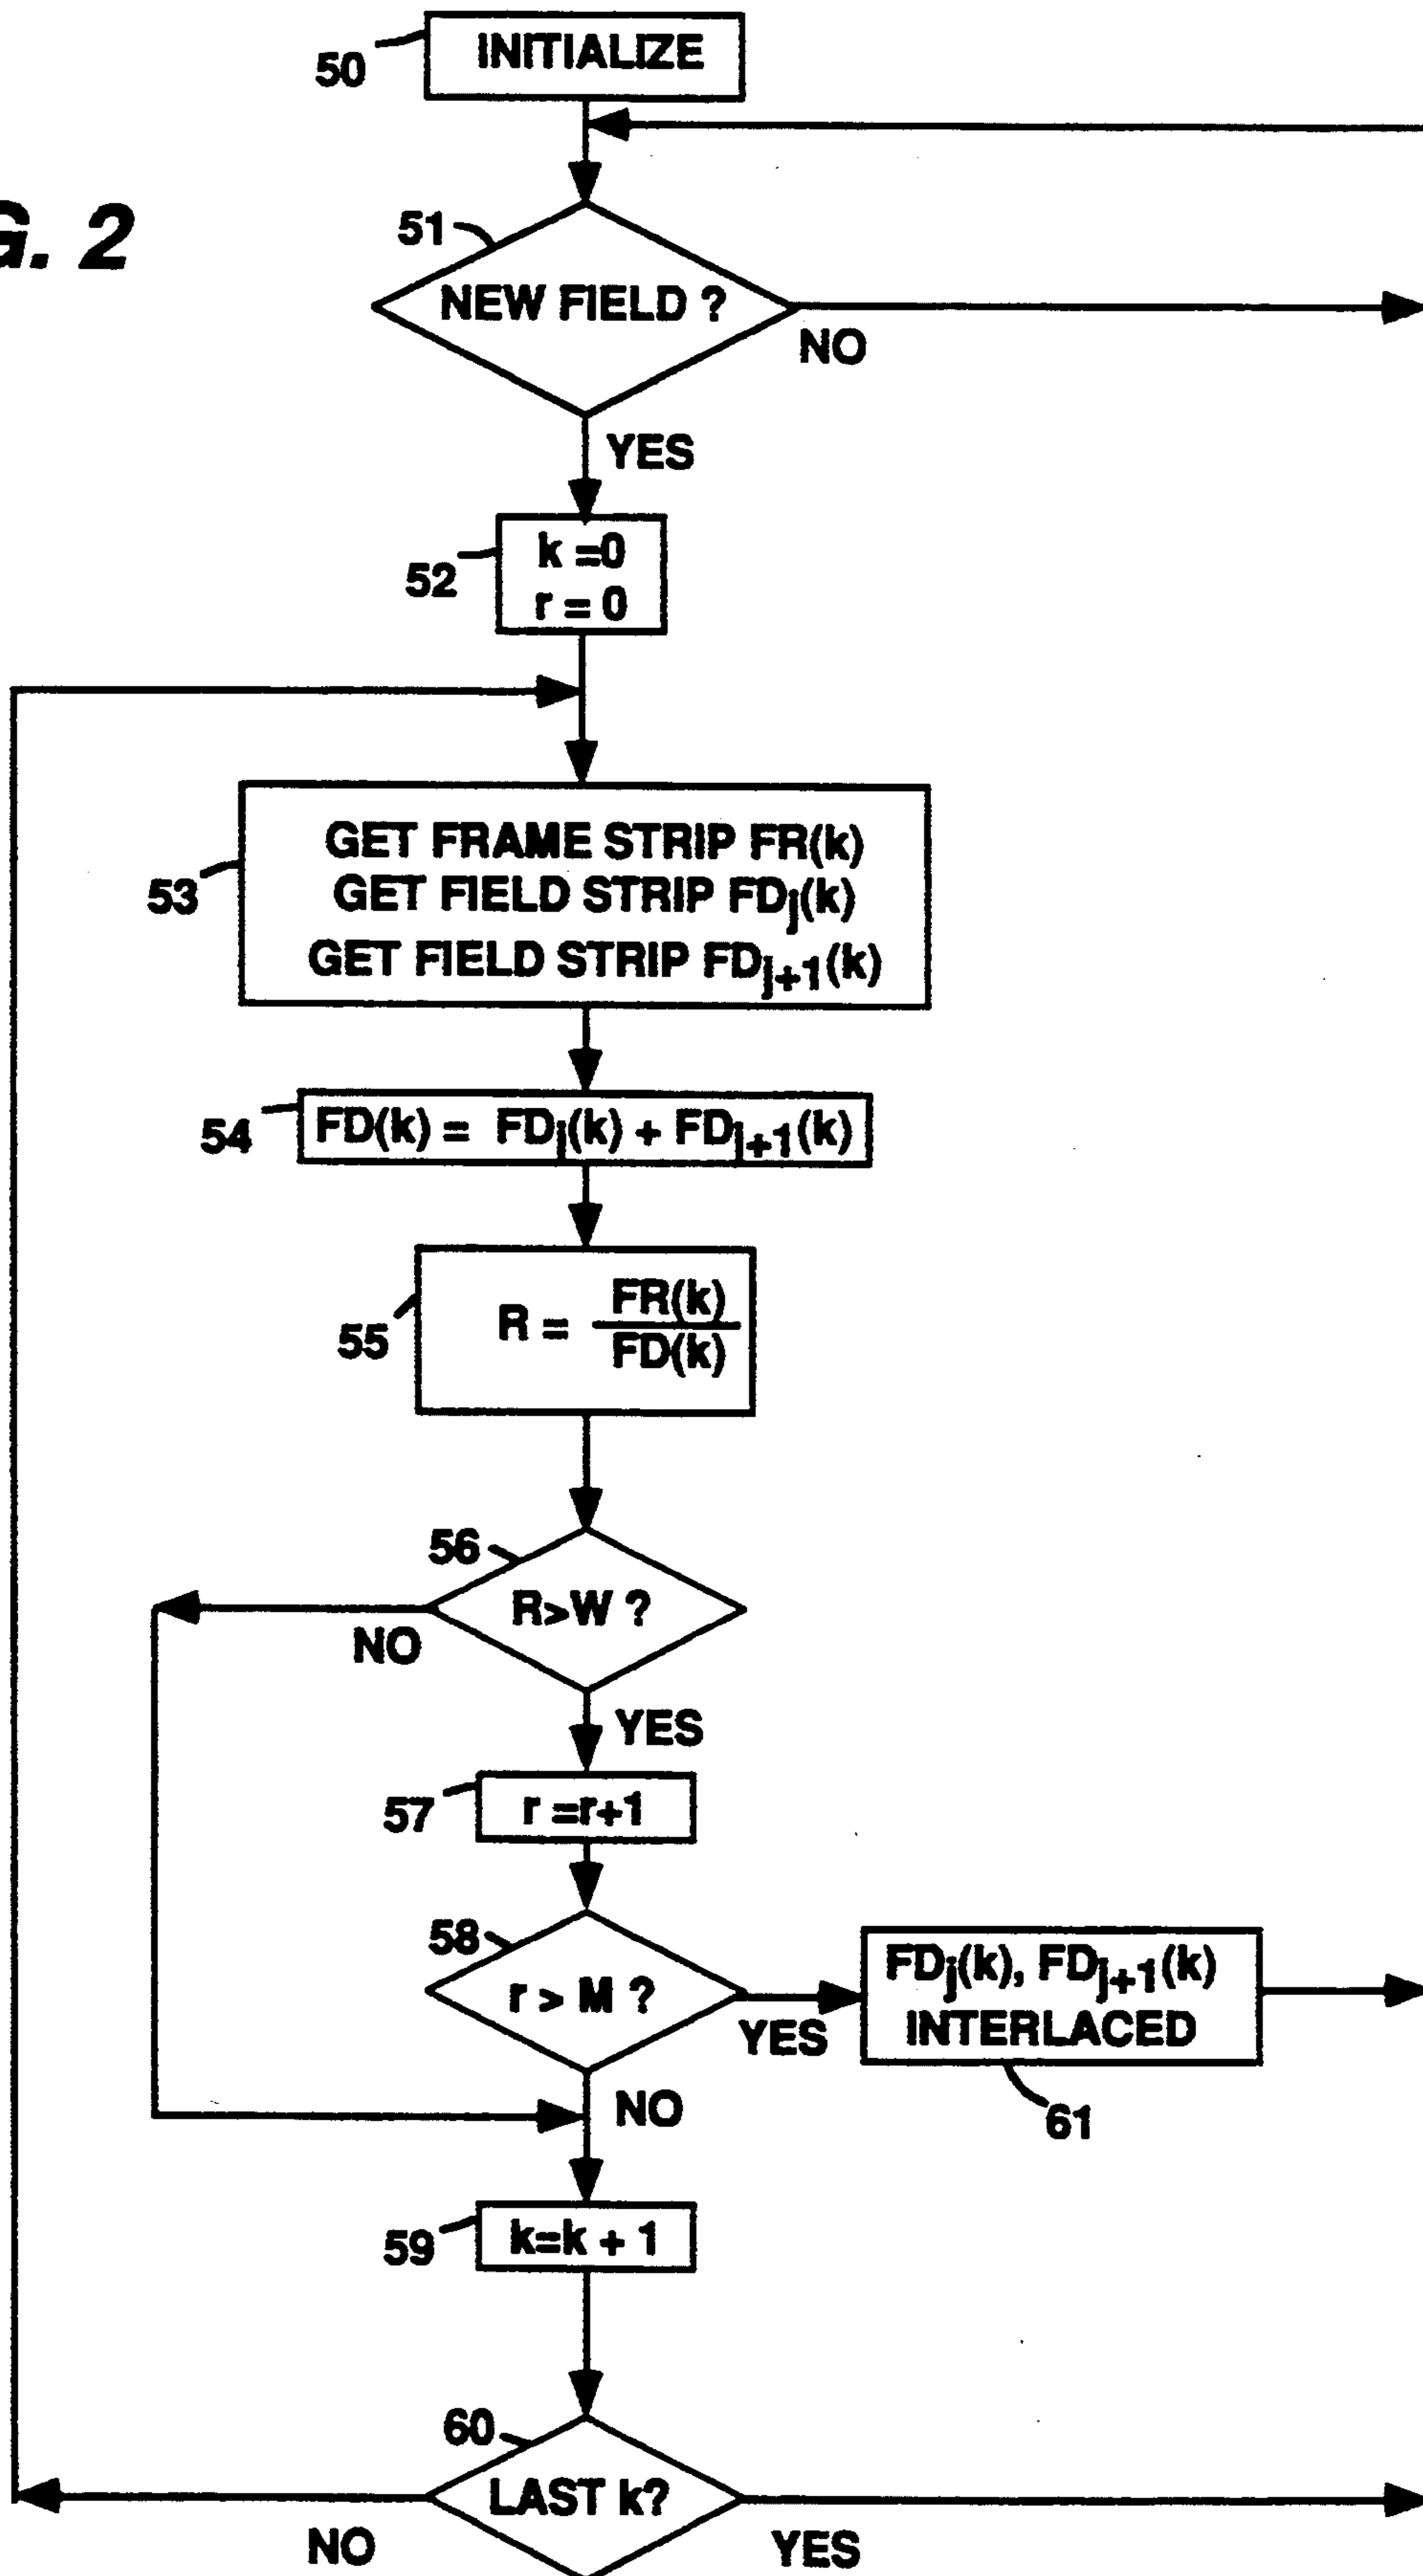 G. 2
50
INITIALIZE
51
NEW FIELD ?
NO
YES
52
k =0
r = 0
53
GET FRAME STRIP FR(k)
GET FIELD STRIP FDj(k)
GET FIELD STRIP FDj+1(k)
54
FD(k) = FDj(k) + FDj+1(k)
55
R = FR(k)
FD(k)
56
R>W ?
NO
YES
57
r =r+1
58
r > M ?
YES
FDj(k), FDj+1(k)
INTERLACED
61
NO
59
k=k + 1
60
LAST k?
NO
YES